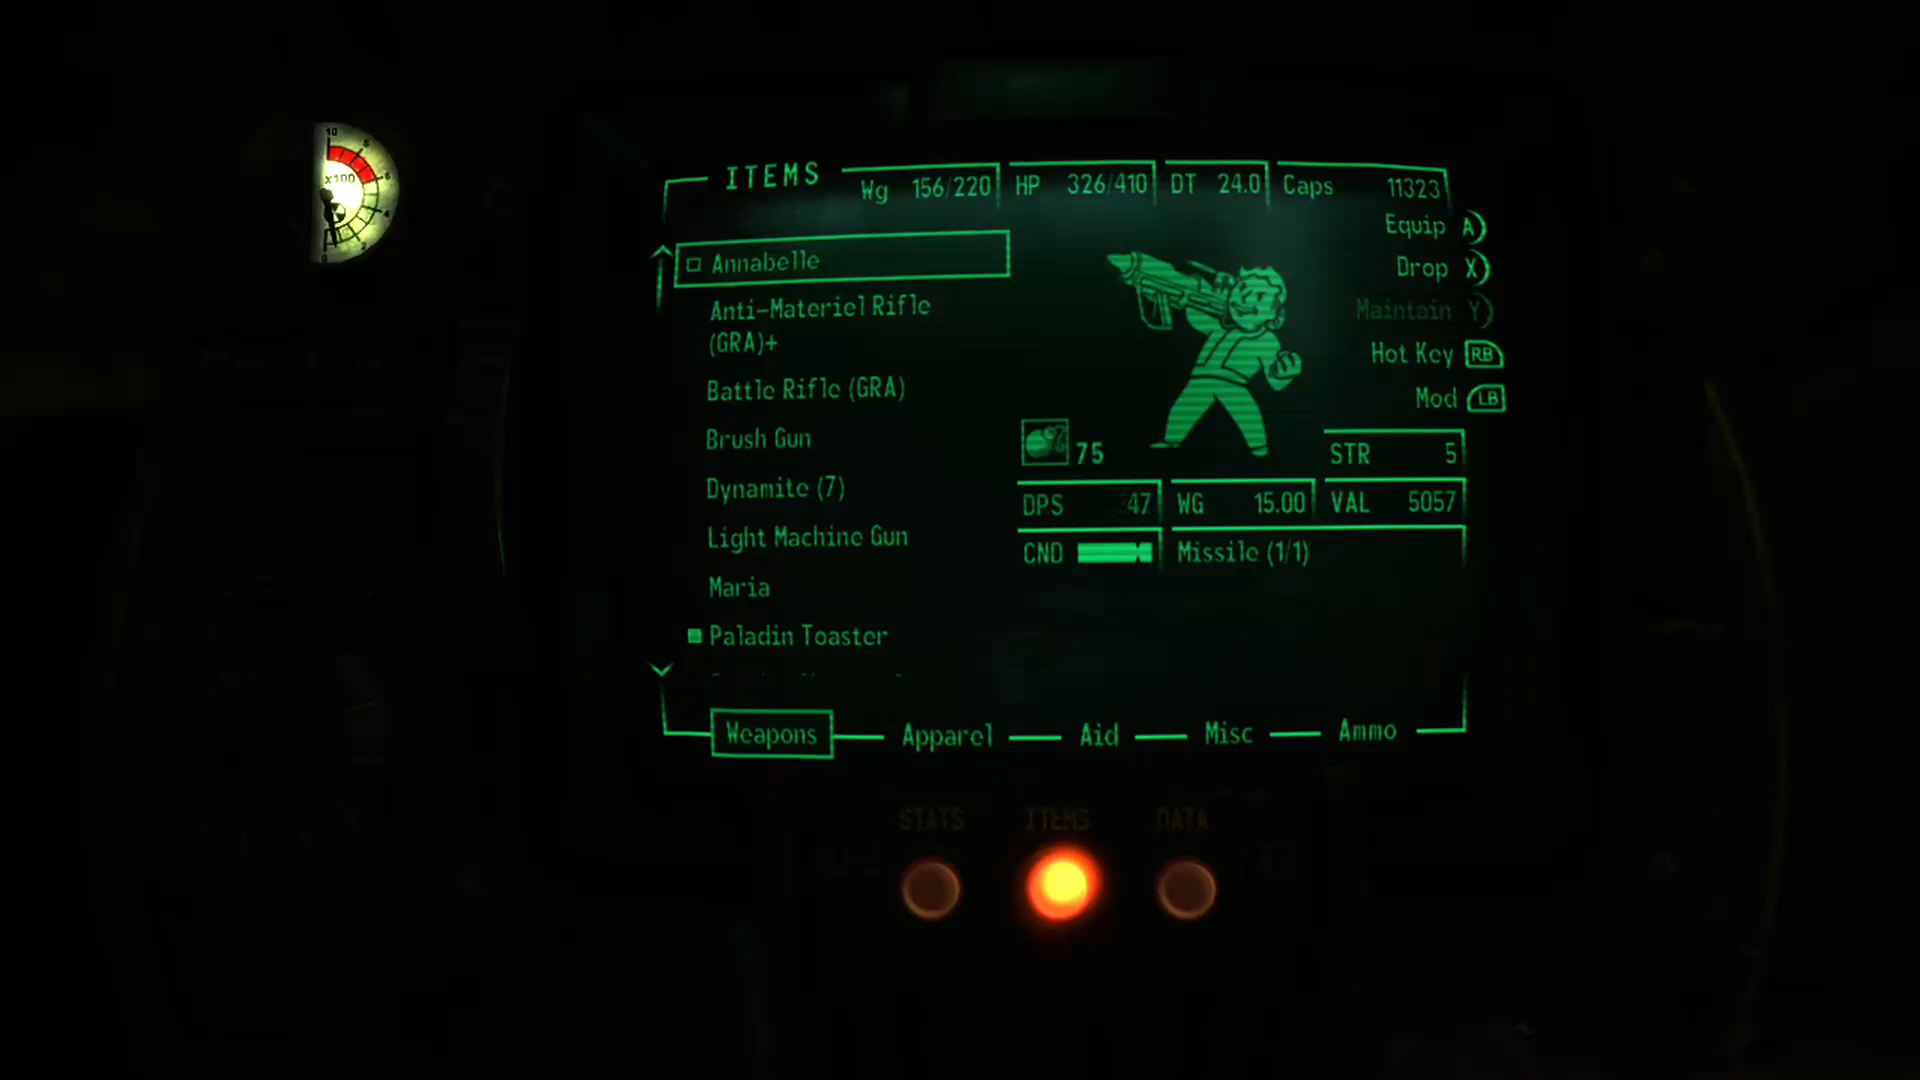 ITEMS
Wg 156/220
HP 326/410
DT 24.0
Caps 11323
Equip A)
Drop X)
Maintain Y)
Hot Key RB
Mod LB
Annabelle
Anti-Materiel Rifle
(GRA)+
Battle Rifle (GRA)
Brush Gun
Dynamite (7)
Light Machine Gun
Maria
Paladin Toaster
75
STR 5
DPS 47
WG 15.00
VAL 5057
CND
Missile (1/1)
Weapons
Apparel
Aid
Misc
Ammo
STATS
ITEMS
DATA
10
x100